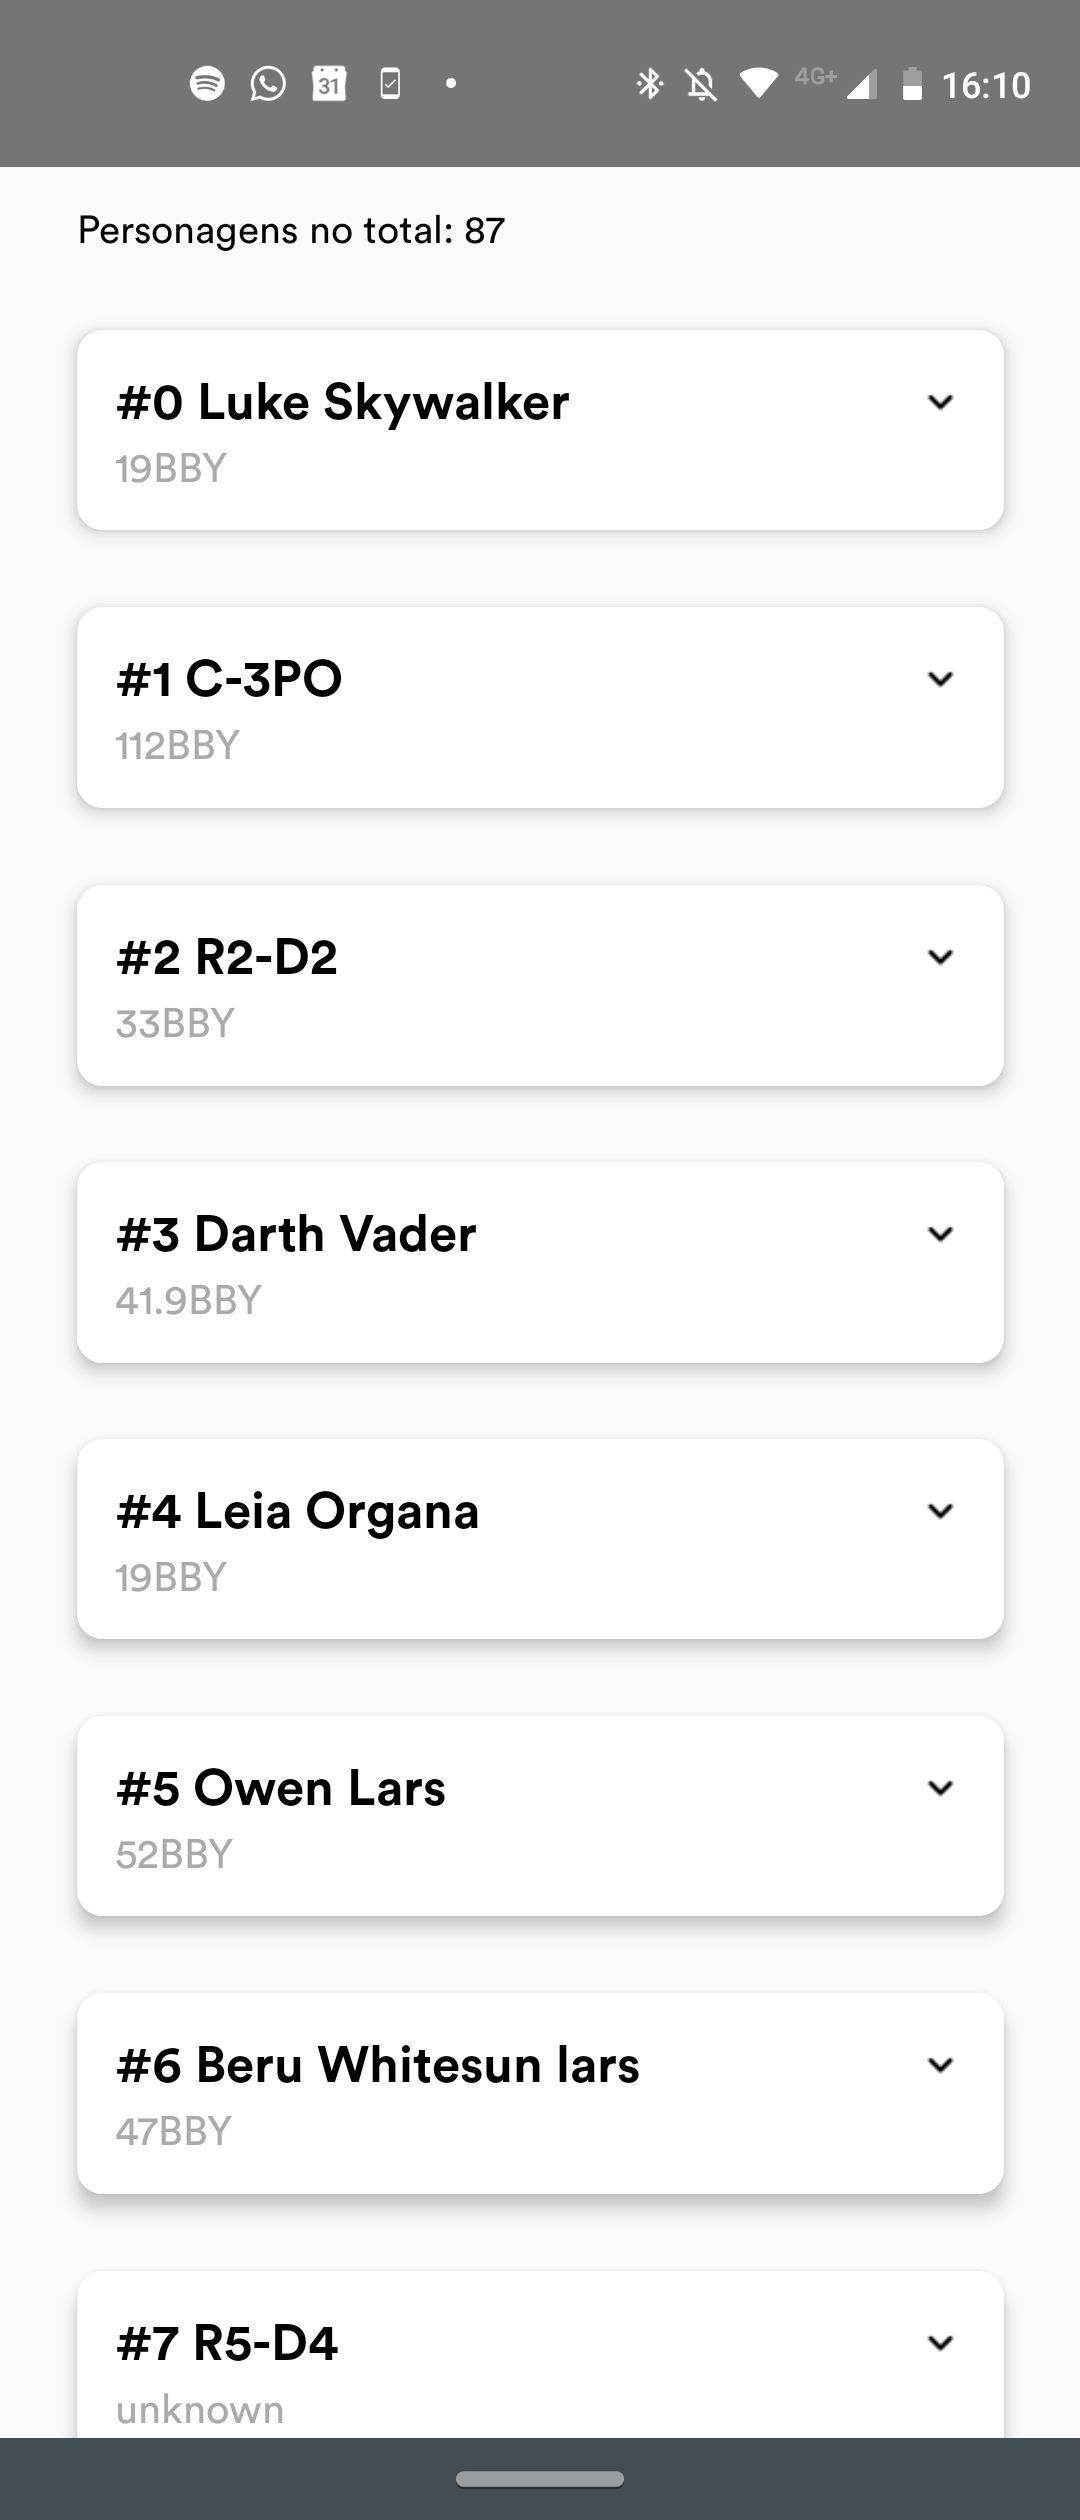 31
4G+
16:10
Personagens no total: 87
#0 Luke Skywalker
19BBY
#1 C-3PO
112BBY
#2 R2-D2
33BBY
#3 Darth Vader
41.9BBY
#4 Leia Organa
19BBY
#5 Owen Lars
52BBY
#6 Beru Whitesun lars
47BBY
#7 R5-D4
unknown